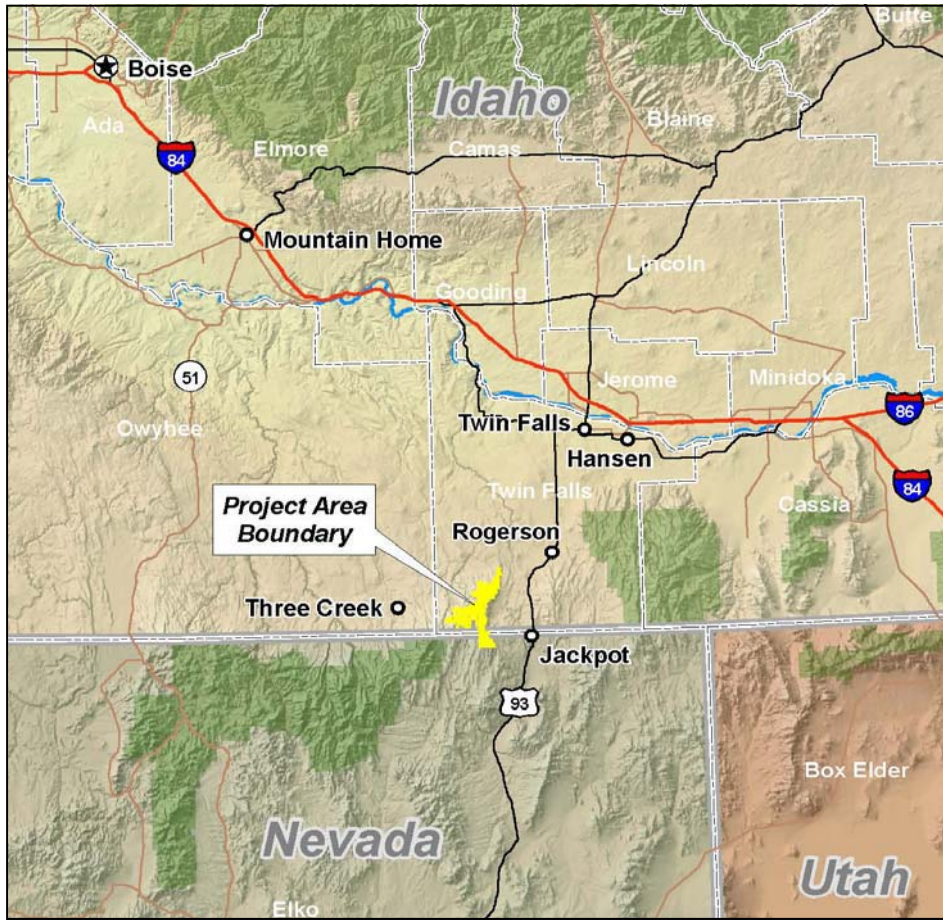 Butte
Boise
Idaho
Ada
Blaine
84
Elmore
Camas
Mountain Home
Lincoln
Gooding
51
Jerome
Minidoka
86
Owyhee
Twin Falls
Hansen
84
Twin Falls
Cassia
Project Area
Boundary
Rogerson
Three Creek
Jackpot
93
Box Elder
Nevada
Utah
Elko